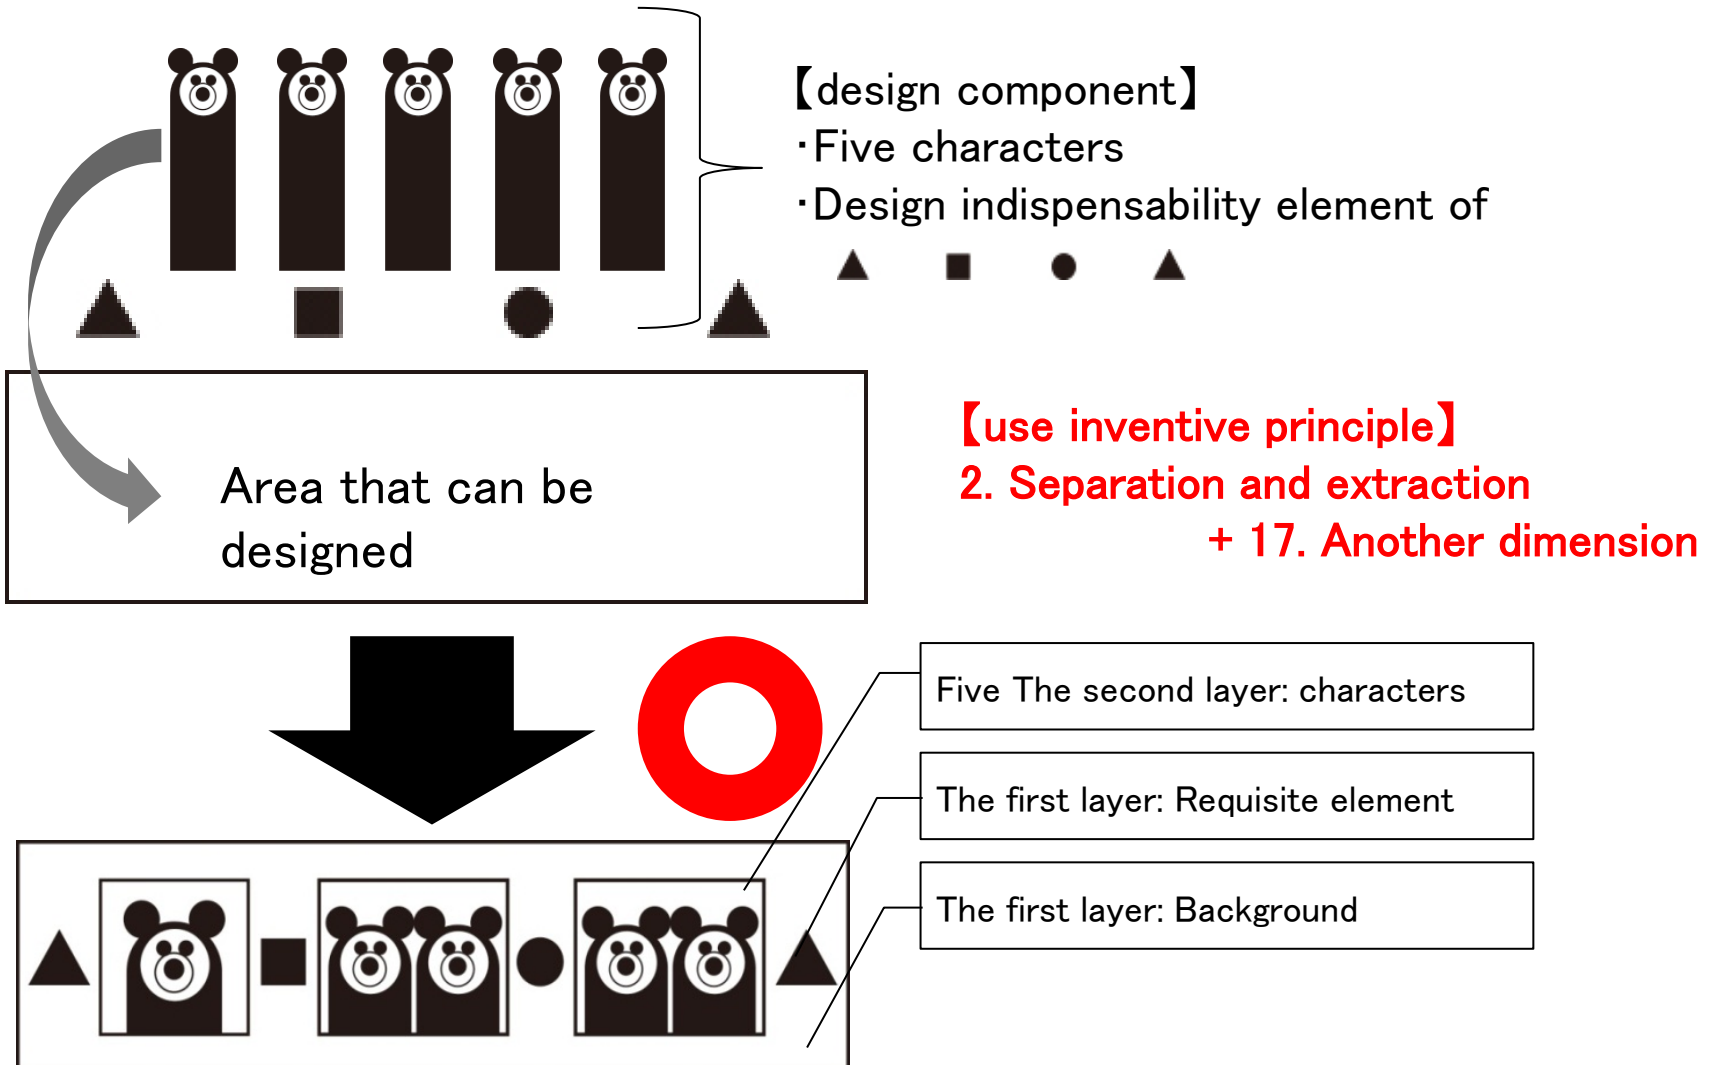 【design component】
・Five characters
・Design indispensability element of
Area that can be
designed
【use inventive principle】
2. Separation and extraction
+ 17. Another dimension
Five The second layer: characters
The first layer: Requisite element
The first layer: Background